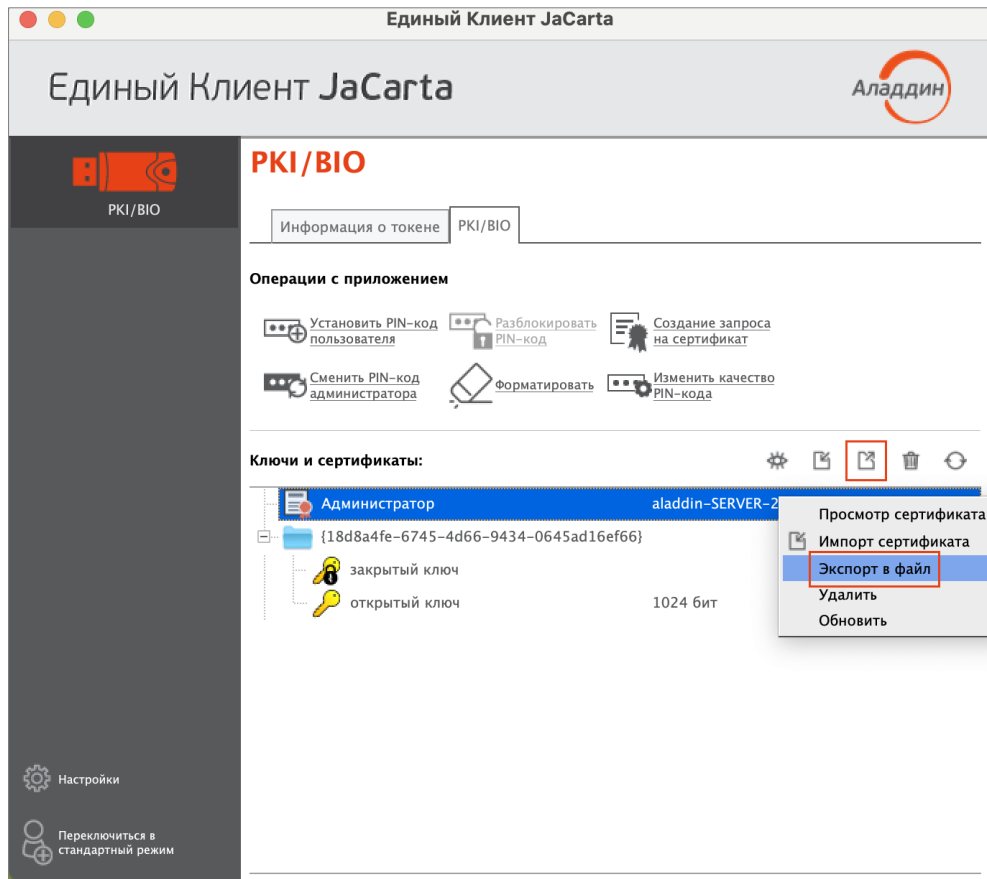 Единый Клиент JaCarta
Единый Клиент JaCarta
Аладдин
PKI/BIO
PKI/BIO
Информация о токене
PKI/BIO
Операции с приложением
Установить PIN-код
пользователя
Разблокировать
PIN-код
Создание запроса
на сертификат
Сменить PIN-код
администратора
Форматировать
Изменить качество
PIN-кода
Ключи и сертификаты:
Администратор aladdin-SERVER-2
{18d8a4fe-6745-4d66-9434-0645ad16ef66}
закрытый ключ
открытый ключ 1024 бит
Просмотр сертификата
Импорт сертификата
Экспорт в файл
Удалить
Обновить
Настройки
Переключиться в
стандартный режим